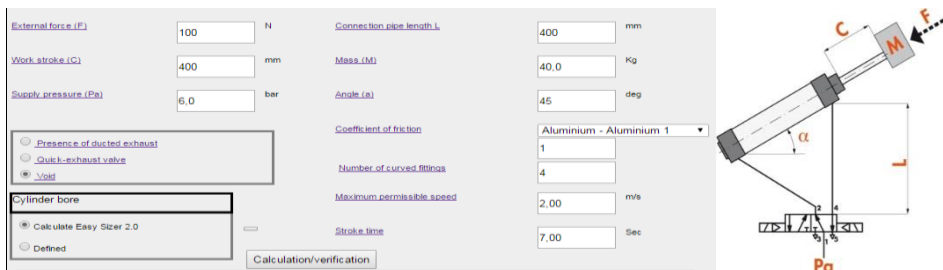 External force (F) 100 N Connection pipe length L 400 mm
Work stroke (C) 400 mm Mass (M) 40,0 Kg
Supply pressure (Pa) 6,0 bar Angle (a) 45 deg
Coefficient of friction Aluminium - Aluminium 1
1
Presence of ducted exhaust
Quick-exhaust valve
Void
Number of curved fittings 4
Cylinder bore
Maximum permissible speed 2,00 m/s
Calculate Easy Sizer 2.0
Defined
Stroke time 7,00 Sec
Calculation/verification
C
F
M
α
L
2 4
T T
3 5
1
Pa